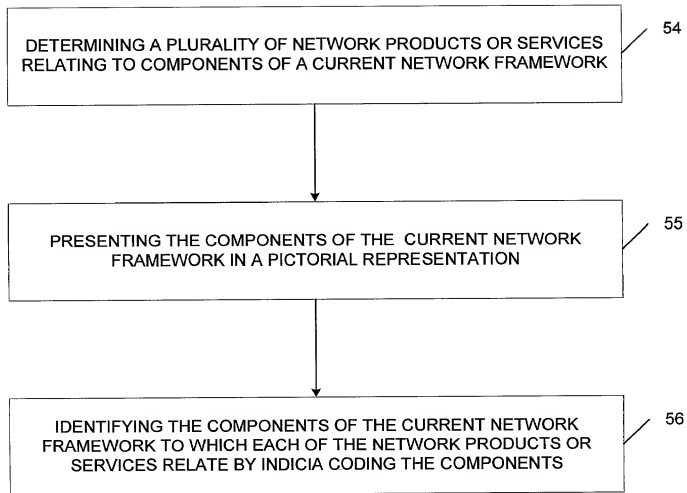 DETERMINING A PLURALITY OF NETWORK PRODUCTS OR SERVICES
RELATING TO COMPONENTS OF A CURRENT NETWORK FRAMEWORK
54
PRESENTING THE COMPONENTS OF THE CURRENT NETWORK
FRAMEWORK IN A PICTORIAL REPRESENTATION
55
IDENTIFYING THE COMPONENTS OF THE CURRENT NETWORK
FRAMEWORK TO WHICH EACH OF THE NETWORK PRODUCTS OR
SERVICES RELATE BY INDICIA CODING THE COMPONENTS
56